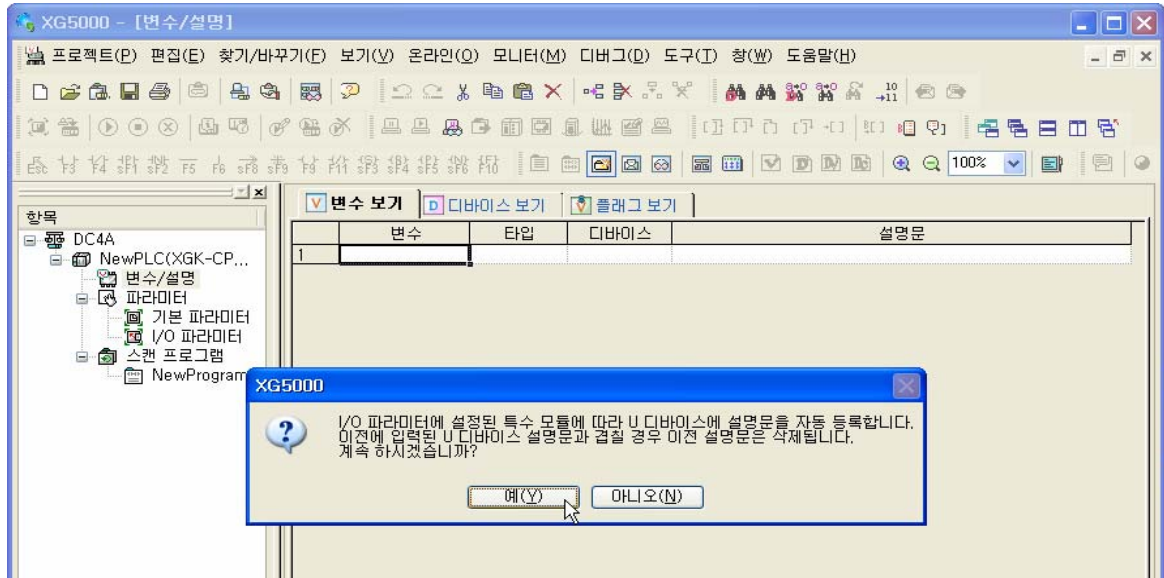 XG5000 - [변수/설명]
프로젝트(P) 편집(E) 찾기/바꾸기(F) 보기(V) 온라인(O) 모니터(M) 디버그(D) 도구(T) 창(W) 도움말(H)
100%
항목
DC4A
NewPLC(XGK-CP...
변수/설명
파라미터
기본 파라미터
I/O 파라미터
스캔 프로그램
NewProgram
변수 보기 디바이스 보기 플래그 보기
변수 타입 디바이스 설명문
1
XG5000
I/O 파라미터에 설정된 특수 모듈에 따라 U 디바이스에 설명문을 자동 등록합니다.
이전에 입력된 U 디바이스 설명문과 겹칠 경우 이전 설명문은 삭제됩니다.
계속 하시겠습니까?
예(Y) 아니오(N)